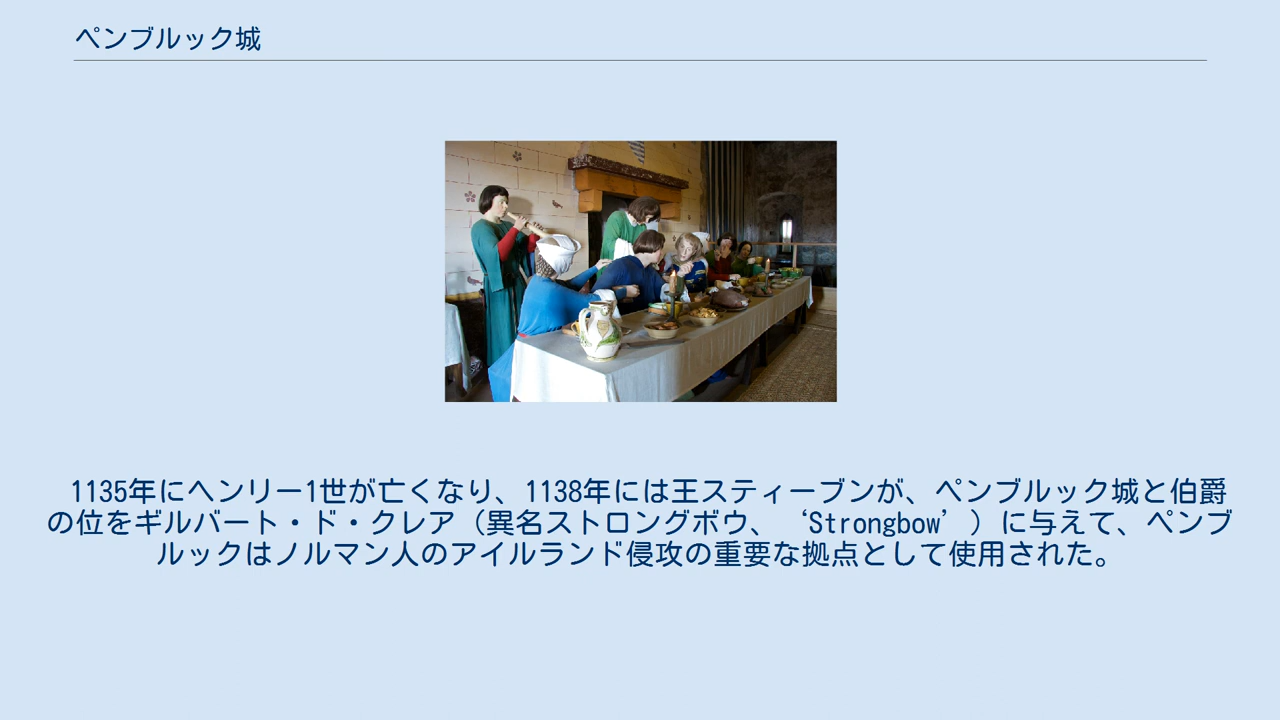 ペンブルック城
1135年にヘンリー1世が亡くなり、1138年には王スティーブンが、ペンブルック城と伯爵
の位をギルバート・ド・クレア（異名ストロングボウ、‘Strongbow’）に与えて、ペンブ
ルックはノルマン人のアイルランド侵攻の重要な拠点として使用された。